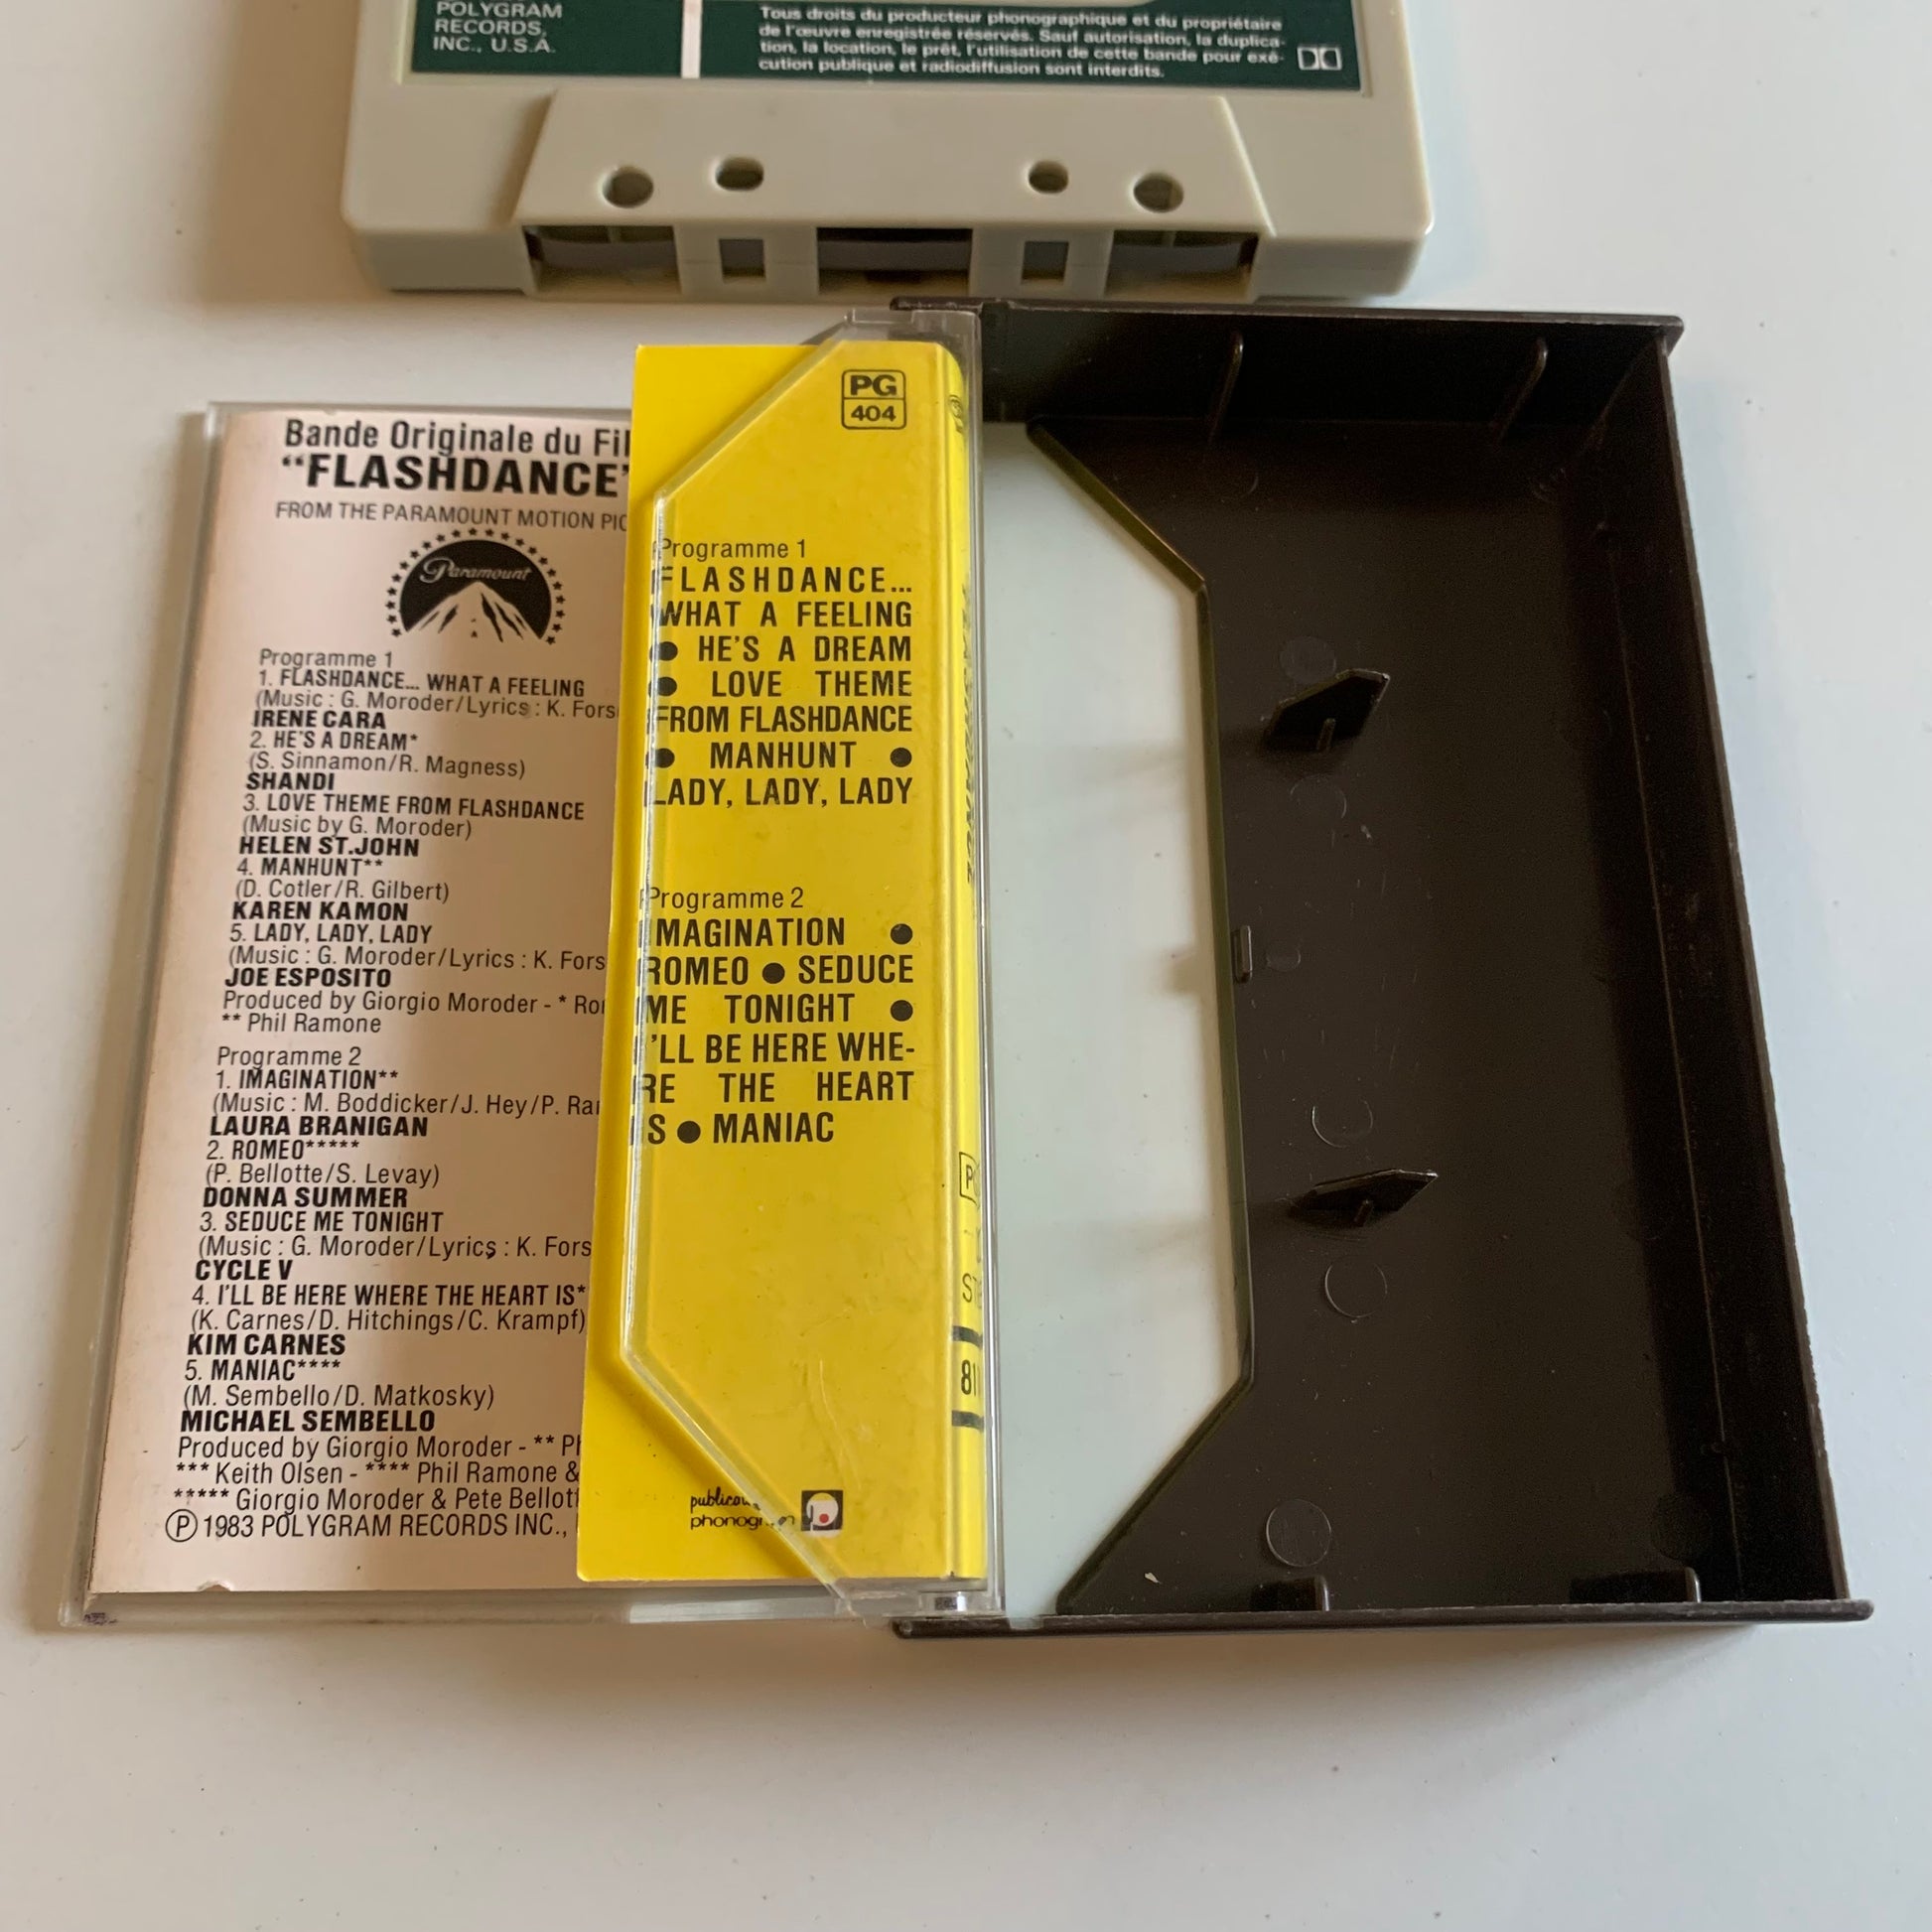 POLYGRAM
RECORDS,
INC., U.S.A.
Tous droits du producteur phonographique et du propriétaire
de l'œuvre enregistrée réservés. Sauf autorisation, la duplica-
tion, la location, le prêt, l'utilisation de cette bande pour exé-
cution publique et radiodiffusion sont interdits.
Bande Originale du Fil
“FLASHDANCE”
FROM THE PARAMOUNT MOTION PIC
Paramount
Programme 1
1. FLASHDANCE... WHAT A FEELING
(Music : G. Moroder/Lyrics : K. Fors
IRENE CARA
2. HE'S A DREAM*
(S. Sinnamon/R. Magness)
SHANDI
3. LOVE THEME FROM FLASHDANCE
(Music by G. Moroder)
HELEN ST.JOHN
4. MANHUNT**
(D. Cotler/R. Gilbert)
KAREN KAMON
5. LADY, LADY, LADY
(Music : G. Moroder/Lyrics : K. Fors
JOE ESPOSITO
Produced by Giorgio Moroder - * Ro
** Phil Ramone
Programme 2
1. IMAGINATION**
(Music : M. Boddicker/J. Hey/P. Ra
LAURA BRANIGAN
2. ROMEO*****
(P. Bellotte/S. Levay)
DONNA SUMMER
3. SEDUCE ME TONIGHT
(Music : G. Moroder/Lyrics : K. Fors
CYCLE V
4. I'LL BE HERE WHERE THE HEART IS*
(K. Carnes/D. Hitchings/C. Krampf)
KIM CARNES
5. MANIAC****
(M. Sembello/D. Matkosky)
MICHAEL SEMBELLO
Produced by Giorgio Moroder - ** Ph
*** Keith Olsen - **** Phil Ramone &
***** Giorgio Moroder & Pete Bellott
Ⓟ 1983 POLYGRAM RECORDS INC.,
PG
404
Programme 1
FLASHDANCE...
WHAT A FEELING
● HE'S A DREAM
● LOVE THEME
FROM FLASHDANCE
● MANHUNT ●
LADY, LADY, LADY
Programme 2
IMAGINATION ●
ROMEO ● SEDUCE
ME TONIGHT ●
I'LL BE HERE WHE-
RE THE HEART
IS ● MANIAC
phonogram